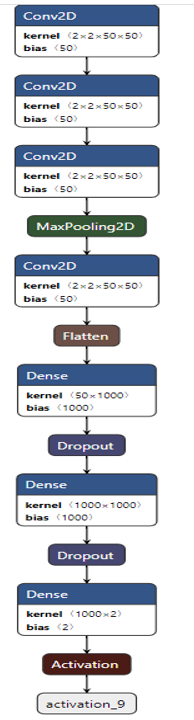 Conv2D
kernel ⟨2×2×50×50⟩
bias ⟨50⟩
Conv2D
kernel ⟨2×2×50×50⟩
bias ⟨50⟩
Conv2D
kernel ⟨2×2×50×50⟩
bias ⟨50⟩
MaxPooling2D
Conv2D
kernel ⟨2×2×50×50⟩
bias ⟨50⟩
Flatten
Dense
kernel ⟨50×1000⟩
bias ⟨1000⟩
Dropout
Dense
kernel ⟨1000×1000⟩
bias ⟨1000⟩
Dropout
Dense
kernel ⟨1000×2⟩
bias ⟨2⟩
Activation
activation_9